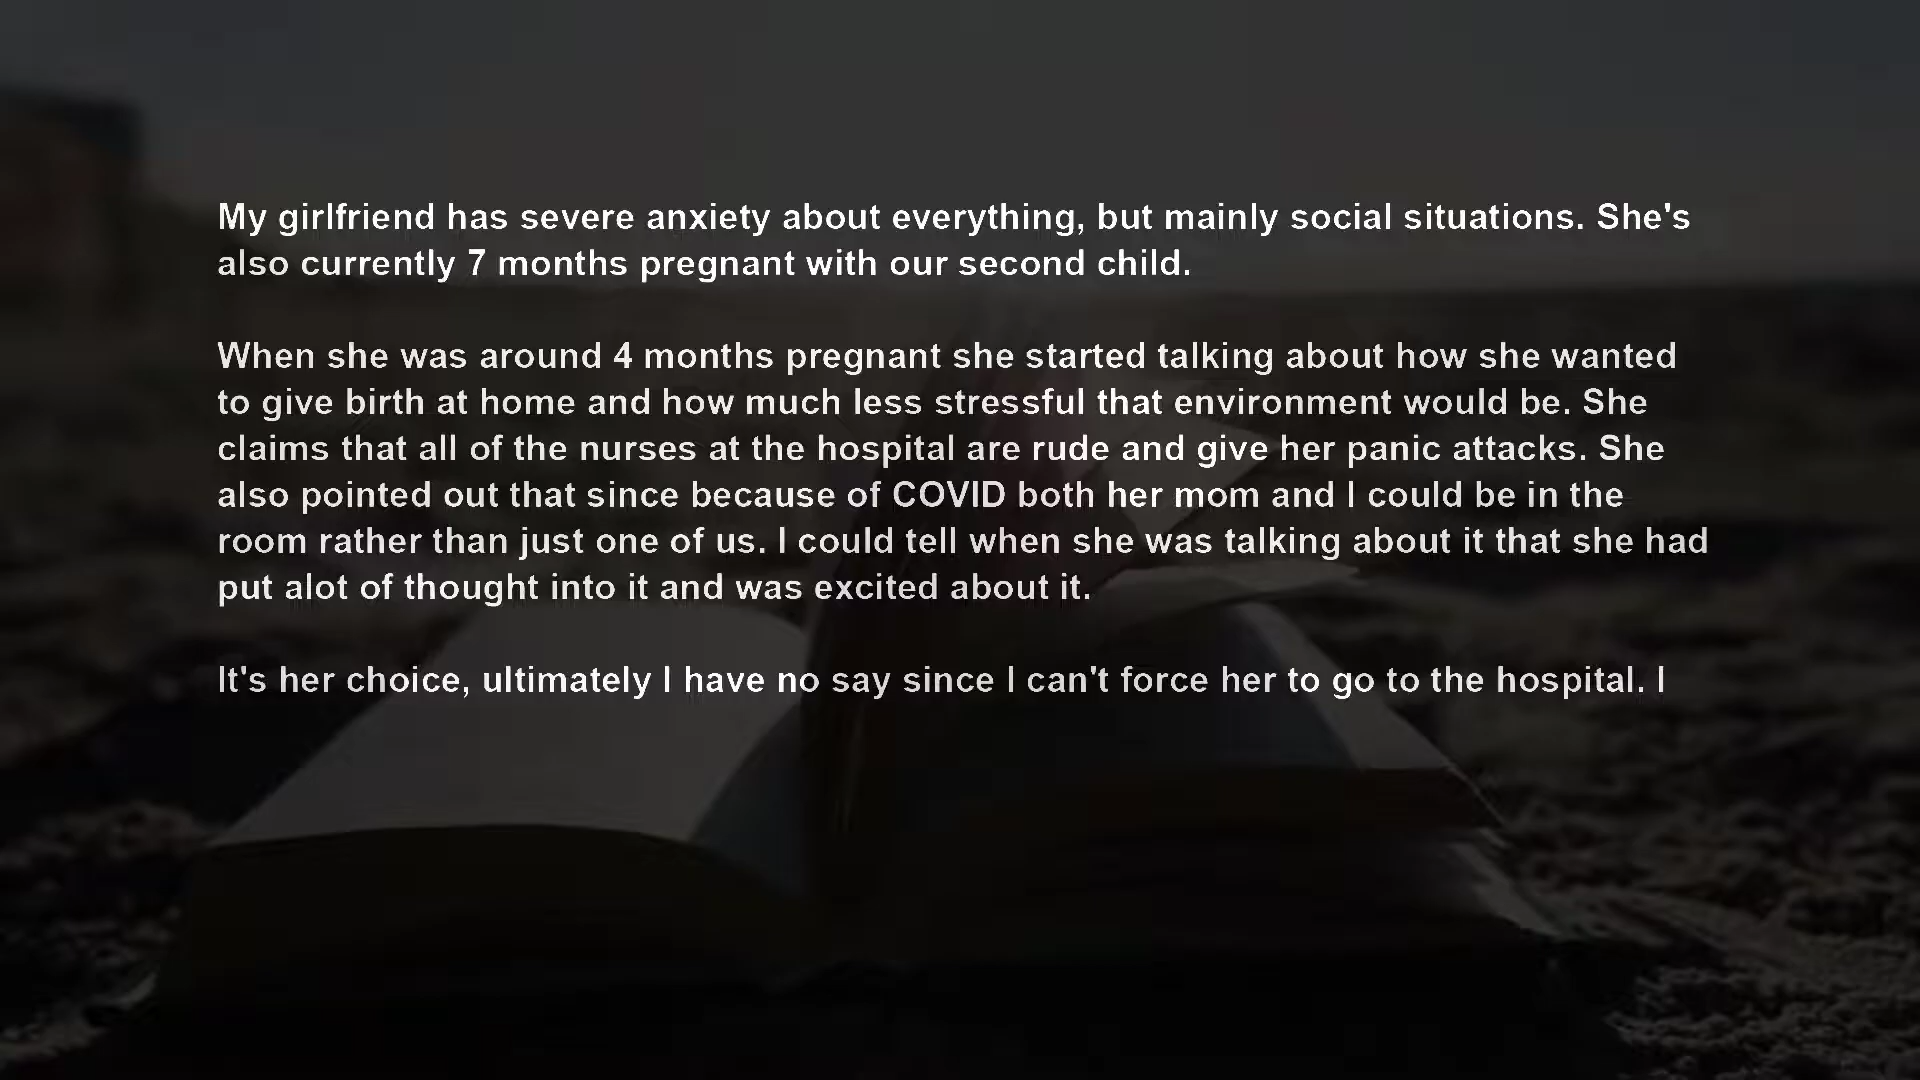 My girlfriend has severe anxiety about everything, but mainly social situations. She's
also currently 7 months pregnant with our second child.
When she was around 4 months pregnant she started talking about how she wanted
to give birth at home and how much less stressful that environment would be. She
claims that all of the nurses at the hospital are rude and give her panic attacks. She
also pointed out that since because of COVID both her mom and I could be in the
room rather than just one of us. I could tell when she was talking about it that she had
put alot of thought into it and was excited about it.
It's her choice, ultimately I have no say since I can't force her to go to the hospital. I